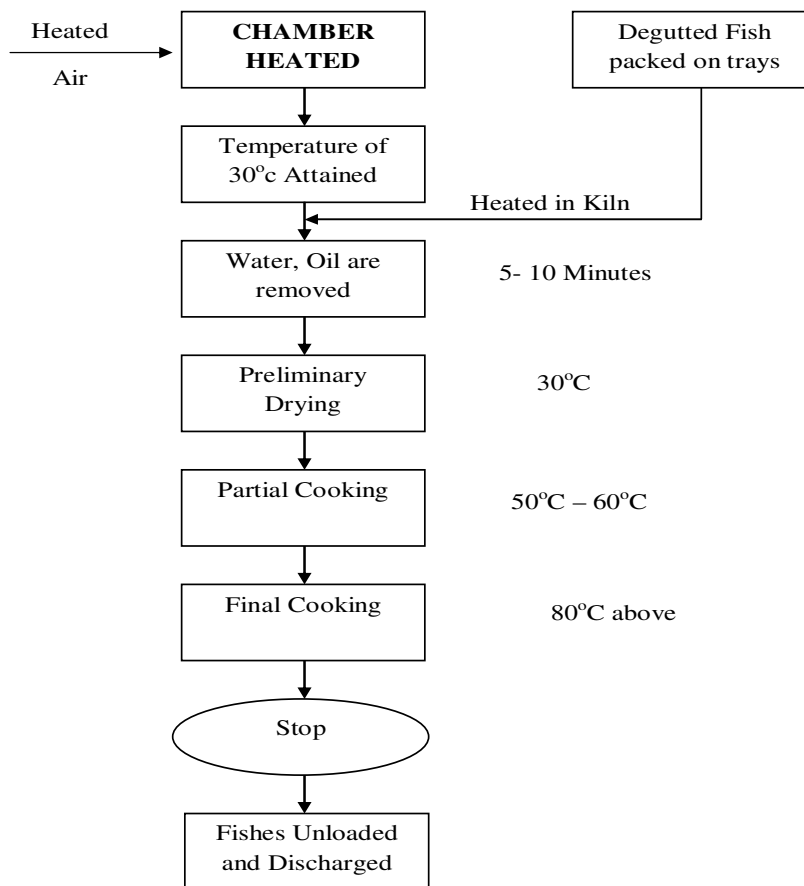 Heated
Air
CHAMBER
HEATED
Degutted Fish
packed on trays
Temperature of
30°c Attained
Heated in Kiln
Water, Oil are
removed
5- 10 Minutes
Preliminary
Drying
30°C
Partial Cooking
50°C – 60°C
Final Cooking
80°C above
Stop
Fishes Unloaded
and Discharged